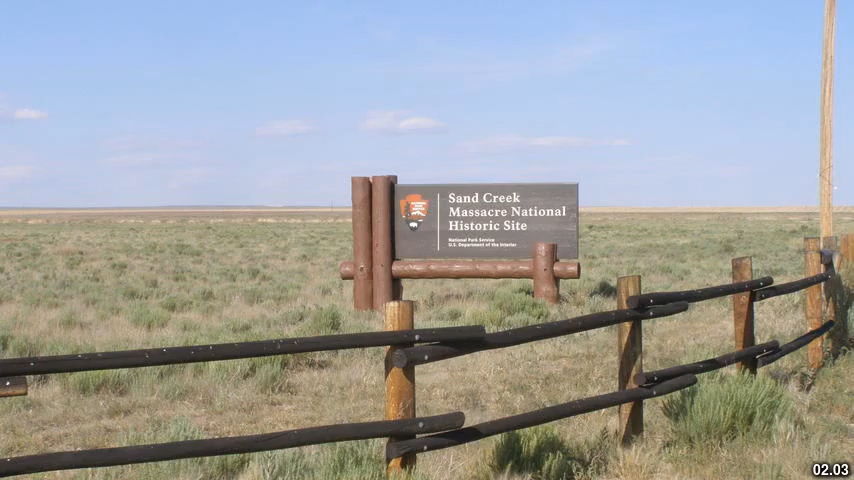 Sand Creek
Massacre National
Historic Site
National Park Service
U.S. Department of the Interior
02.03